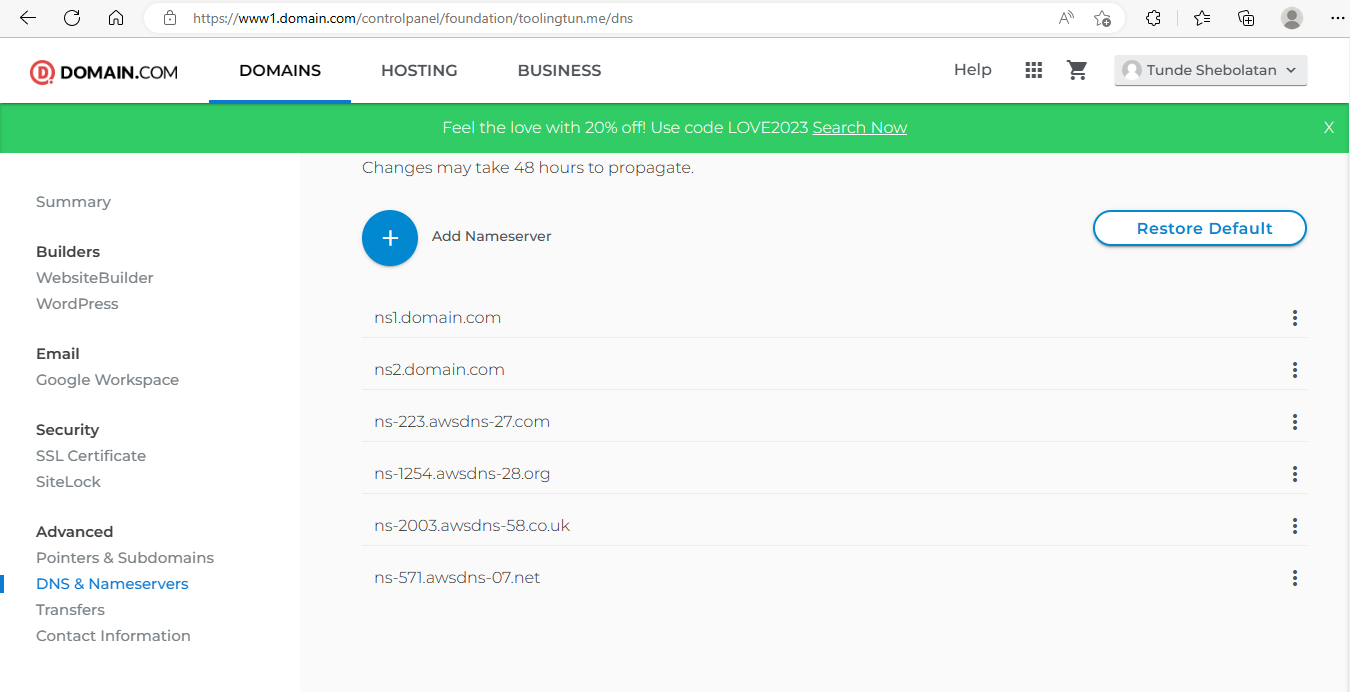 https://www1.domain.com/controlpanel/foundation/toolingtun.me/dns
DOMAIN.COM
DOMAINS
HOSTING
BUSINESS
Help
Tunde Shebolatan
Feel the love with 20% off! Use code LOVE2023 Search Now
X
Changes may take 48 hours to propagate.
Summary
Builders
WebsiteBuilder
WordPress
Email
Google Workspace
Security
SSL Certificate
SiteLock
Advanced
Pointers & Subdomains
DNS & Nameservers
Transfers
Contact Information
+ Add Nameserver
Restore Default
ns1.domain.com
ns2.domain.com
ns-223.awsdns-27.com
ns-1254.awsdns-28.org
ns-2003.awsdns-58.co.uk
ns-571.awsdns-07.net